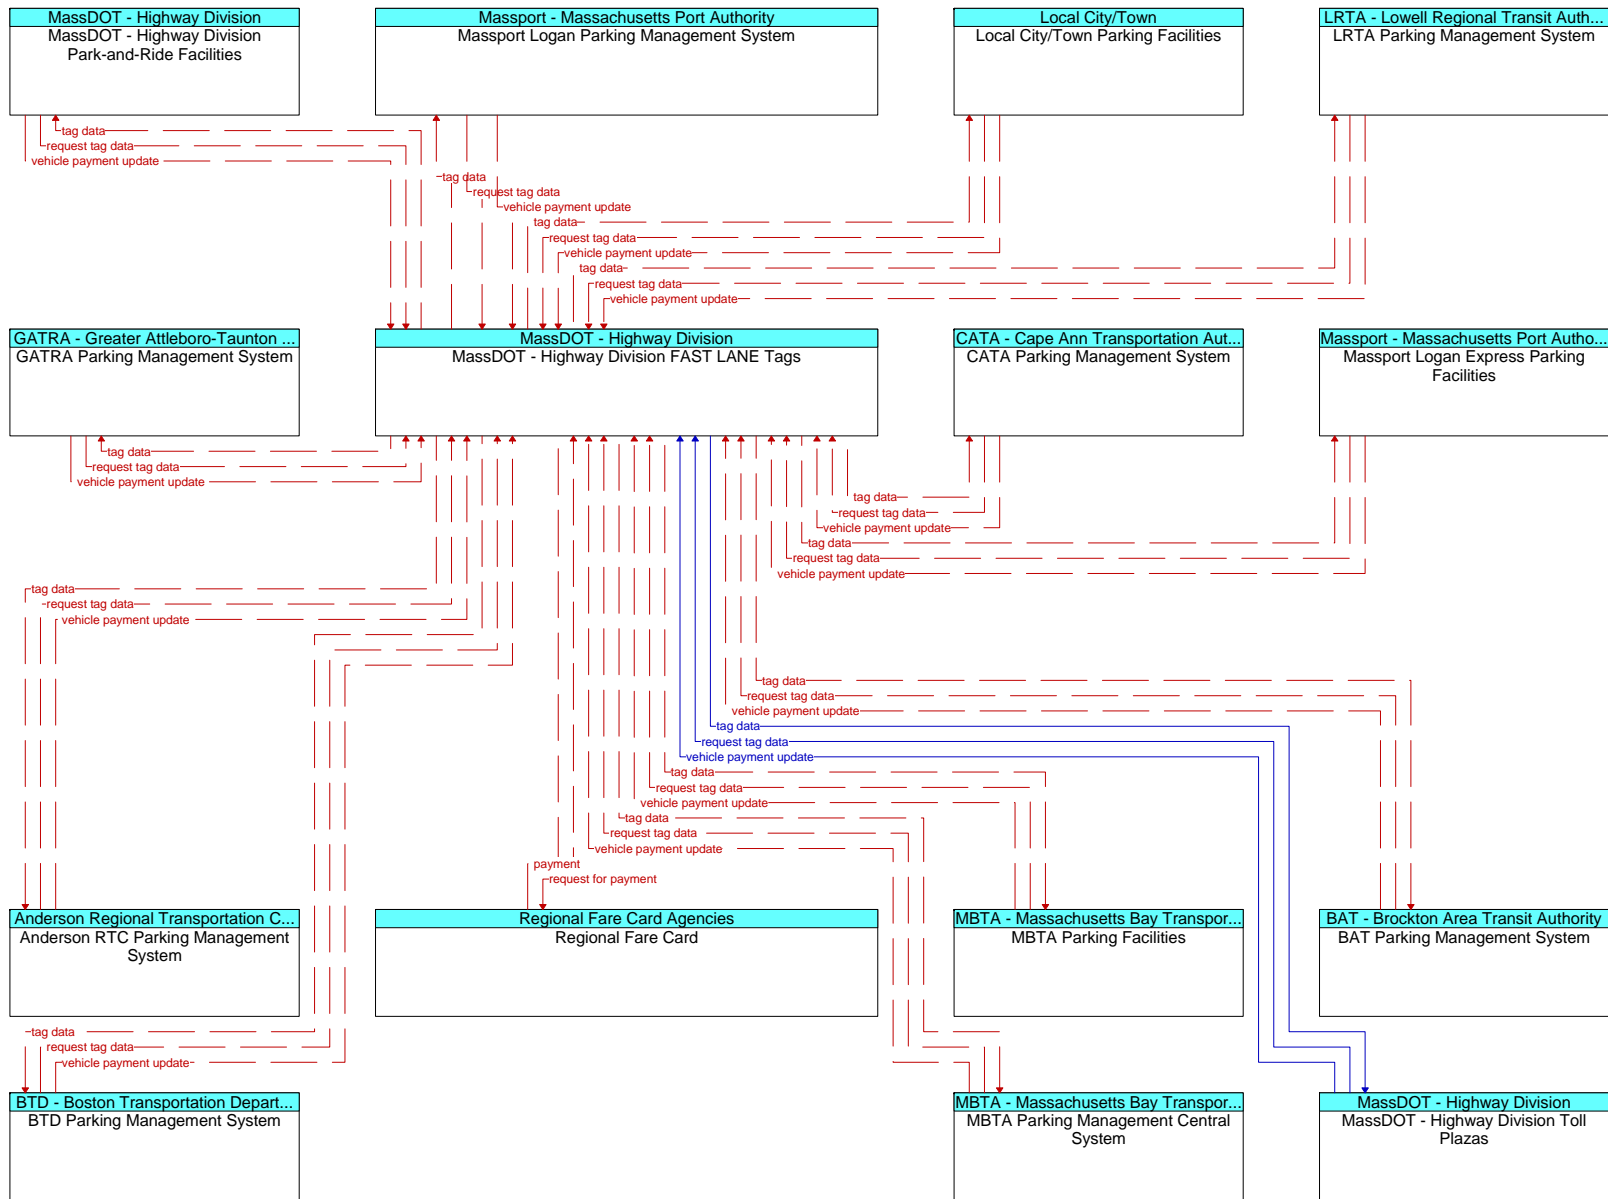 MassDOT - Highway Division
MassDOT - Highway Division
Park-and-Ride Facilities
Massport - Massachusetts Port Authority
Massport Logan Parking Management System
Local City/Town
Local City/Town Parking Facilities
LRTA - Lowell Regional Transit Auth...
LRTA Parking Management System
tag data
request tag data
vehicle payment update
tag data
request tag data
vehicle payment update
tag data
request tag data
vehicle payment update
tag data
request tag data
vehicle payment update
GATRA - Greater Attleboro-Taunton ...
GATRA Parking Management System
MassDOT - Highway Division
MassDOT - Highway Division FAST LANE Tags
CATA - Cape Ann Transportation Aut...
CATA Parking Management System
Massport - Massachusetts Port Autho...
Massport Logan Express Parking
Facilities
tag data
request tag data
vehicle payment update
tag data
request tag data
vehicle payment update
tag data
request tag data
vehicle payment update
tag data
request tag data
vehicle payment update
tag data
request tag data
vehicle payment update
tag data
request tag data
vehicle payment update
tag data
request tag data
vehicle payment update
tag data
request tag data
vehicle payment update
payment
request for payment
Anderson Regional Transportation C...
Anderson RTC Parking Management
System
Regional Fare Card Agencies
Regional Fare Card
MBTA - Massachusetts Bay Transpor...
MBTA Parking Facilities
BAT - Brockton Area Transit Authority
BAT Parking Management System
tag data
request tag data
vehicle payment update
BTD - Boston Transportation Depart...
BTD Parking Management System
MBTA - Massachusetts Bay Transpor...
MBTA Parking Management Central
System
MassDOT - Highway Division
MassDOT - Highway Division Toll
Plazas